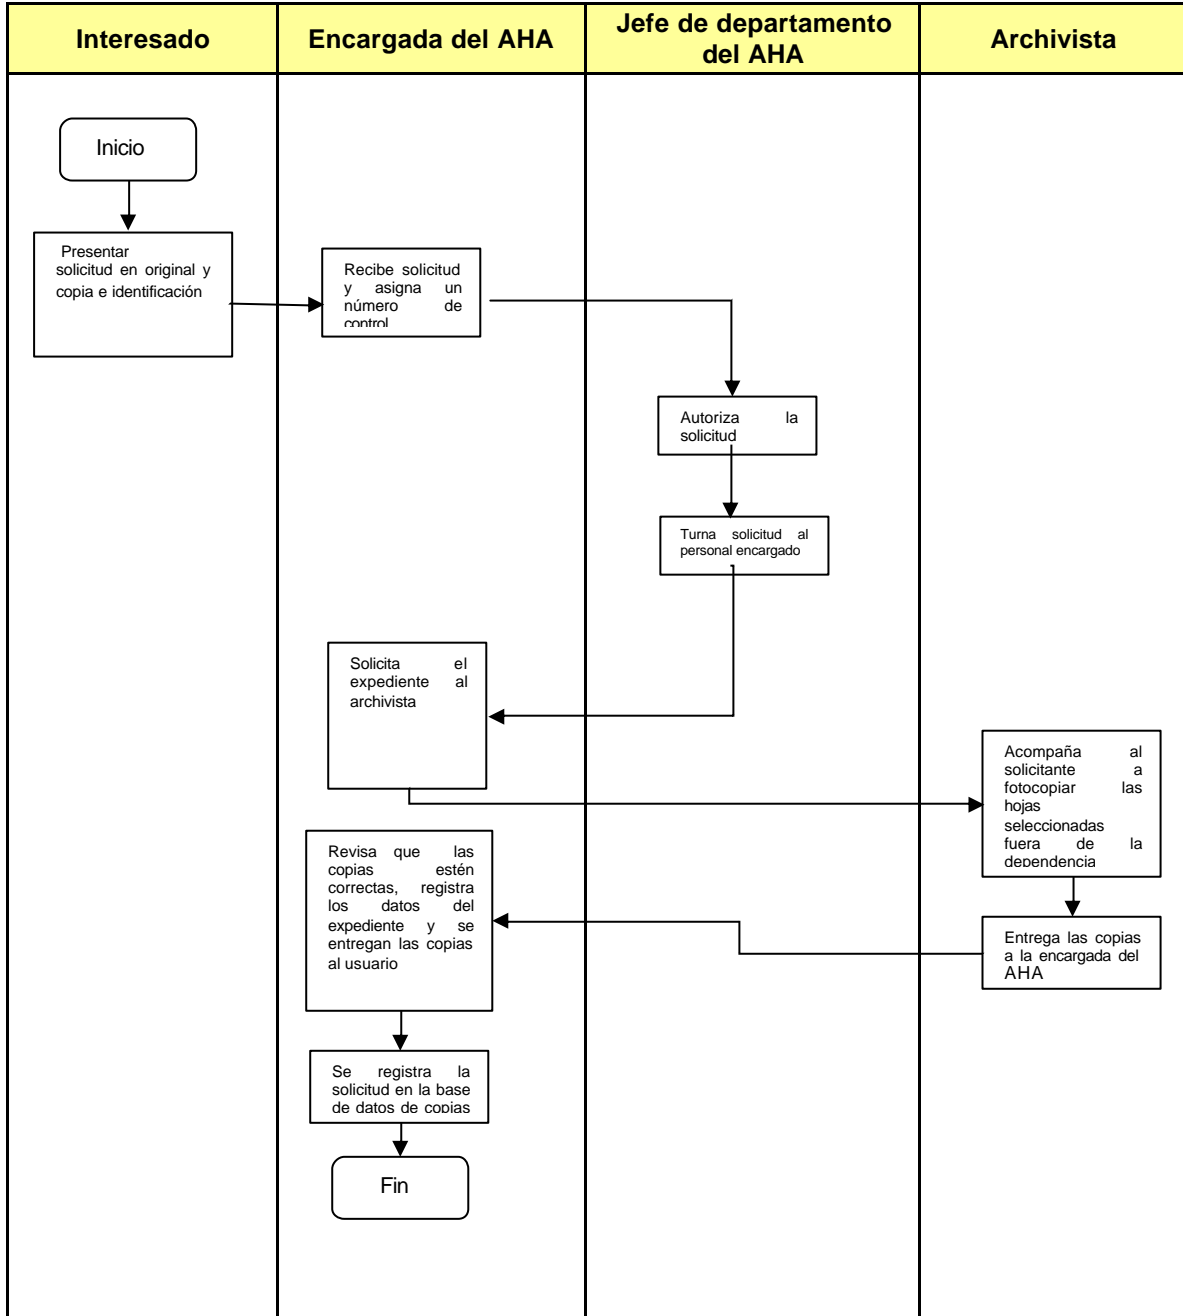 Interesado
Encargada del AHA
Jefe de departamento
del AHA
Archivista
Inicio
Presentar
solicitud en original y
copia e identificación
Recibe solicitud
y asigna un
número de
control
Autoriza la
solicitud
Turna solicitud al
personal encargado
Solicita el
expediente al
archivista
Acompaña al
solicitante a
fotocopiar las
hojas
seleccionadas
fuera de la
dependencia
Revisa que las
copias estén
correctas, registra
los datos del
expediente y se
entregan las copias
al usuario
Entrega las copias
a la encargada del
AHA
Se registra la
solicitud en la base
de datos de copias
Fin